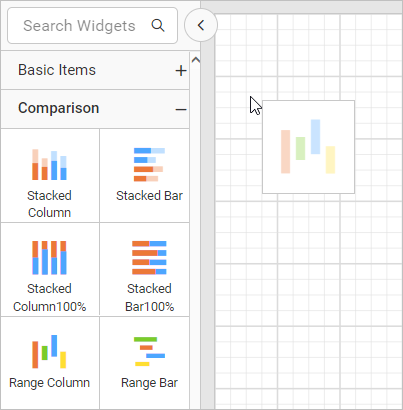 Search Widgets
Basic Items
Comparison
Stacked
Column
Stacked Bar
Stacked
Column100%
Stacked
Bar100%
Range Column
Range Bar